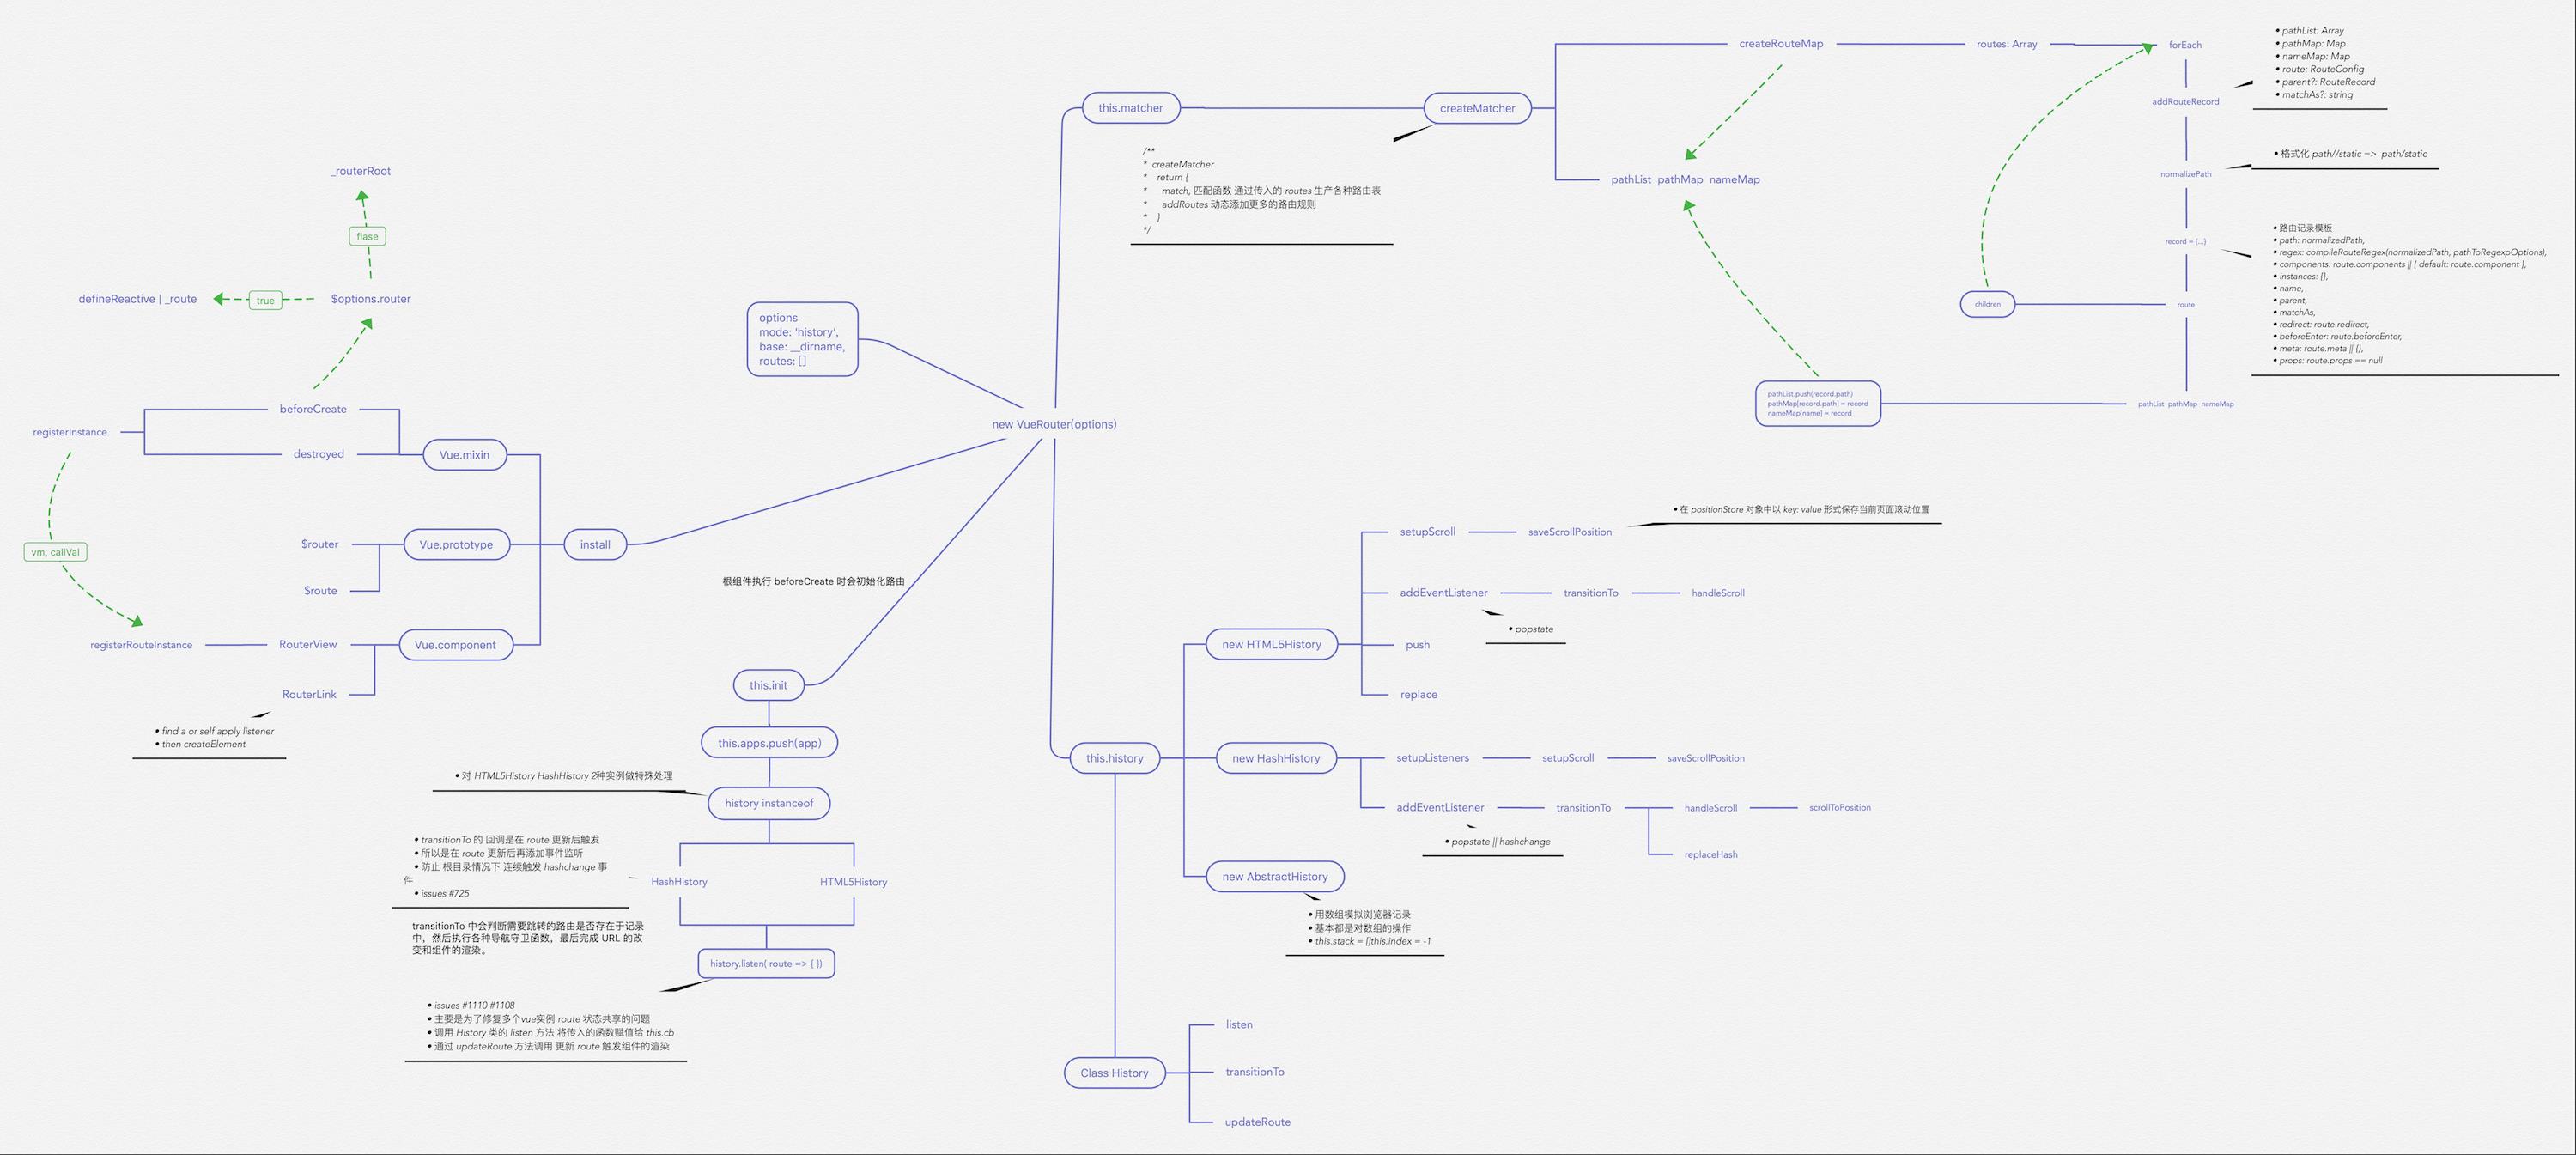 new VueRouter(options)
options
mode: 'history',
base: __dirname,
routes: []
this.matcher
createMatcher
/**
* createMatcher
* return {
* match, 匹配函数 通过传入的 routes 生产各种路由表
* addRoutes 动态添加更多的路由规则
* }
*/
createRouteMap
routes: Array
forEach
pathList pathMap nameMap
addRouteRecord
• pathList: Array
• pathMap: Map
• nameMap: Map
• route: RouteConfig
• parent?: RouteRecord
• matchAs?: string
normalizePath
• 格式化 path//static => path/static
record = {...}
• 路由记录模板
• path: normalizedPath,
• regex: compileRouteRegex(normalizedPath, pathToRegexpOptions),
• components: route.components || { default: route.component },
• instances: {},
• name,
• parent,
• matchAs,
• redirect: route.redirect,
• beforeEnter: route.beforeEnter,
• meta: route.meta || {},
• props: route.props == null
children
route
pathList pathMap nameMap
pathList.push(record.path)
pathMap[record.path] = record
nameMap[name] = record
_routerRoot
flase
defineReactive | _route
true
$options.router
beforeCreate
registerInstance
destroyed
Vue.mixin
$router
Vue.prototype
install
$route
vm, callVal
registerRouteInstance
RouterView
Vue.component
RouterLink
• find a or self apply listener
• then createElement
根组件执行 beforeCreate 时会初始化路由
this.init
this.apps.push(app)
• 对 HTML5History HashHistory 2种实例做特殊处理
history instanceof
• transitionTo 的 回调是在 route 更新后触发
• 所以是在 route 更新后再添加事件监听
• 防止 根目录情况下 连续触发 hashchange 事
件
• issues #725
HashHistory
HTML5History
transitionTo 中会判断需要跳转的路由是否存在于记录
中，然后执行各种导航守卫函数，最后完成 URL 的改
变和组件的渲染。
history.listen( route => { })
• issues #1110 #1108
• 主要是为了修复多个vue实例 route 状态共享的问题
• 调用 History 类的 listen 方法 将传入的函数赋值给 this.cb
• 通过 updateRoute 方法调用 更新 route 触发组件的渲染
this.history
new HTML5History
setupScroll
saveScrollPosition
• 在 positionStore 对象中以 key: value 形式保存当前页面滚动位置
addEventListener
transitionTo
handleScroll
• popstate
push
replace
new HashHistory
setupListeners
setupScroll
saveScrollPosition
addEventListener
transitionTo
handleScroll
scrollToPosition
• popstate || hashchange
replaceHash
new AbstractHistory
• 用数组模拟浏览器记录
• 基本都是对数组的操作
• this.stack = []this.index = -1
Class History
listen
transitionTo
updateRoute